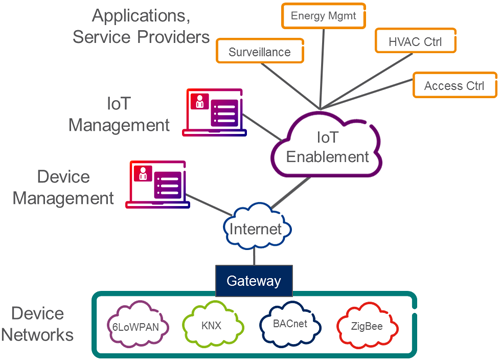 Applications,
Service Providers
Energy Mgmt
Surveillance
HVAC Ctrl
Access Ctrl
IoT
Management
IoT
Enablement
Device
Management
Internet
Gateway
Device
Networks
6LoWPAN
KNX
BACnet
ZigBee